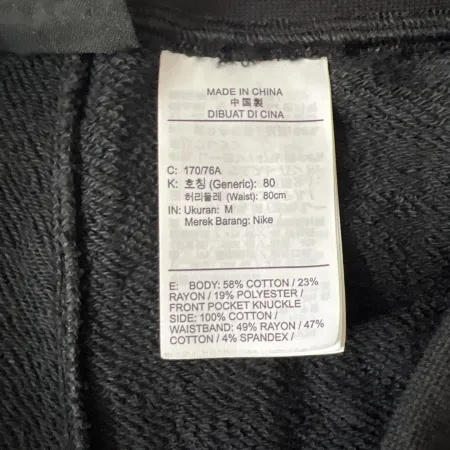 MADE IN CHINA
中国製
DIBUAT DI CINA
C: 170/76A
K: 호칭 (Generic): 80
허리둘레 (Waist): 80cm
IN: Ukuran: M
Merek Barang: Nike
E: BODY: 58% COTTON / 23%
RAYON / 19% POLYESTER /
FRONT POCKET KNUCKLE
SIDE: 100% COTTON /
WAISTBAND: 49% RAYON / 47%
COTTON / 4% SPANDEX /